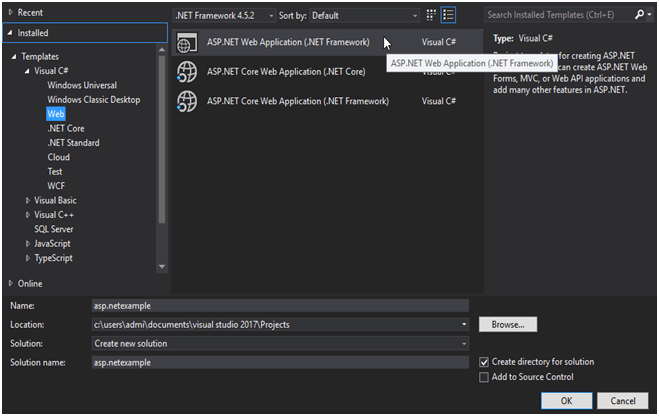 Recent
.NET Framework 4.5.2
Sort by: Default
Search Installed Templates (Ctrl+E)
Installed
Templates
Visual C#
Windows Universal
Windows Classic Desktop
Web
.NET Core
.NET Standard
Cloud
Test
WCF
Visual Basic
Visual C++
SQL Server
JavaScript
TypeScript
Online
ASP.NET Web Application (.NET Framework) Visual C#
ASP.NET Core Web Application (.NET Core) Visual C#
ASP.NET Core Web Application (.NET Framework) Visual C#
ASP.NET Web Application (.NET Framework)
Type: Visual C#
for creating ASP.NET
can create ASP.NET Web
Forms, MVC, or Web API applications and
add many other features in ASP.NET.
Name: asp.netexample
Location: c:\users\admi\documents\visual studio 2017\Projects
Browse...
Solution: Create new solution
Solution name: asp.netexample
Create directory for solution
Add to Source Control
OK
Cancel